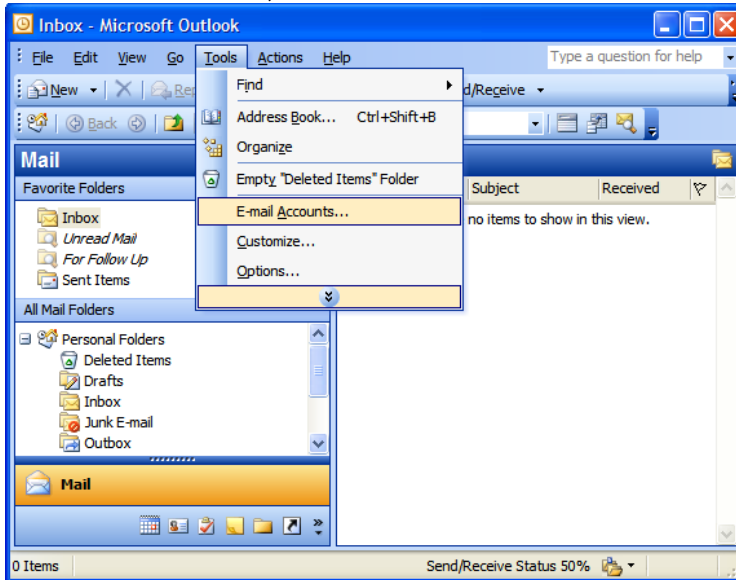 Inbox - Microsoft Outlook
File Edit View Go Tools Actions Help Type a question for help
New Rep d/Receive
Back
Mail
Find
Address Book... Ctrl+Shift+B
Organize
Empty "Deleted Items" Folder
E-mail Accounts...
Customize...
Options...
Favorite Folders
Inbox
Unread Mail
For Follow Up
Sent Items
Subject Received
no items to show in this view.
All Mail Folders
Personal Folders
Deleted Items
Drafts
Inbox
Junk E-mail
Outbox
Mail
0 Items Send/Receive Status 50%